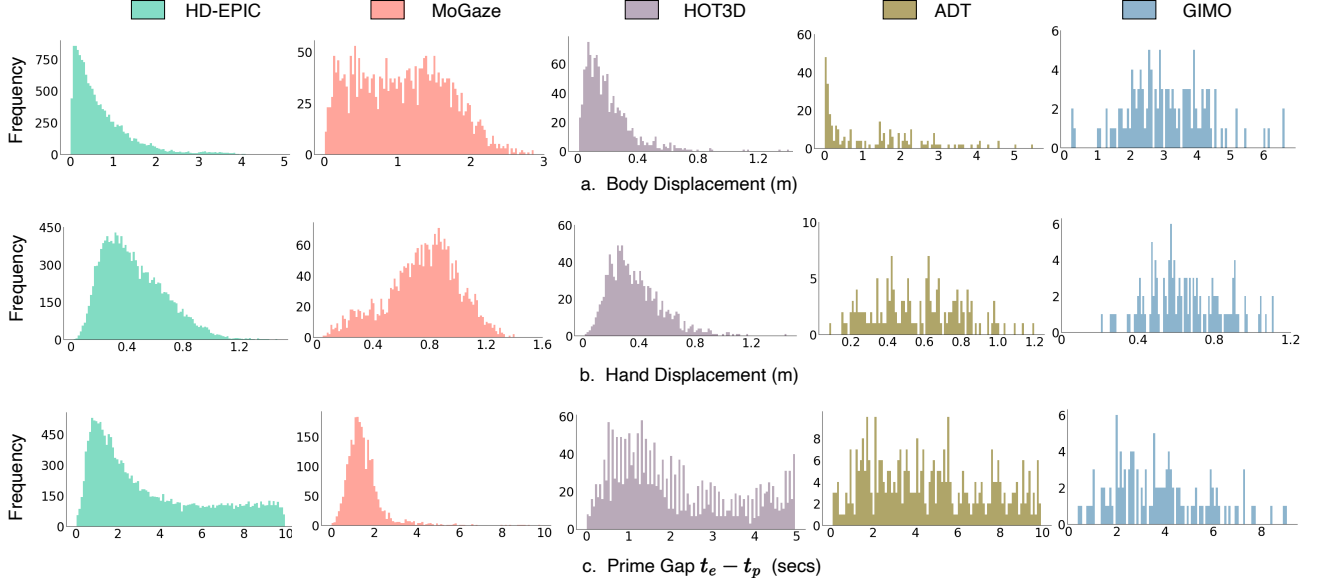 HD-EPIC MoGaze HOT3D ADT GIMO
Frequency
750 500 250 0
0 1 2 3 4 5
50 25 0
0 1 2 3
60 40 20 0
0 0.4 0.8 1.2
60 40 20 0
0 1 2 3 4 5
6 4 2 0
0 1 2 3 4 5 6
a. Body Displacement (m)
Frequency
450 300 150 0
0 0.4 0.8 1.2
60 40 20 0
0 0.4 0.8 1.2 1.6
60 40 20 0
0 0.4 0.8 1.2
10 5 0
0.2 0.4 0.6 0.8 1.0 1.2
6 4 2 0
0 0.4 0.8 1.2
b. Hand Displacement (m)
Frequency
450 300 150 0
0 2 4 6 8 10
150 100 50 0
0 2 4 6 8 10
60 40 20 0
0 1 2 3 4 5
8 6 4 2 0
0 2 4 6 8 10
6 4 2 0
0 2 4 6 8
c. Prime Gap tₑ − tₚ (secs)